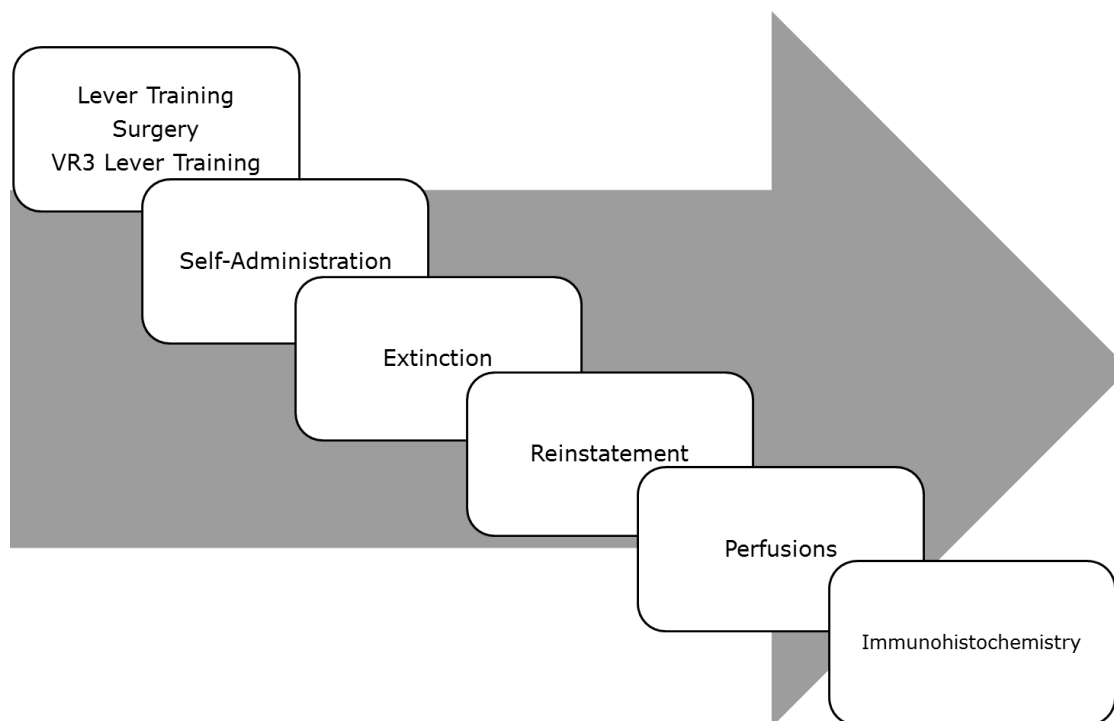 Lever Training
Surgery
VR3 Lever Training
Self-Administration
Extinction
Reinstatement
Perfusions
Immunohistochemistry